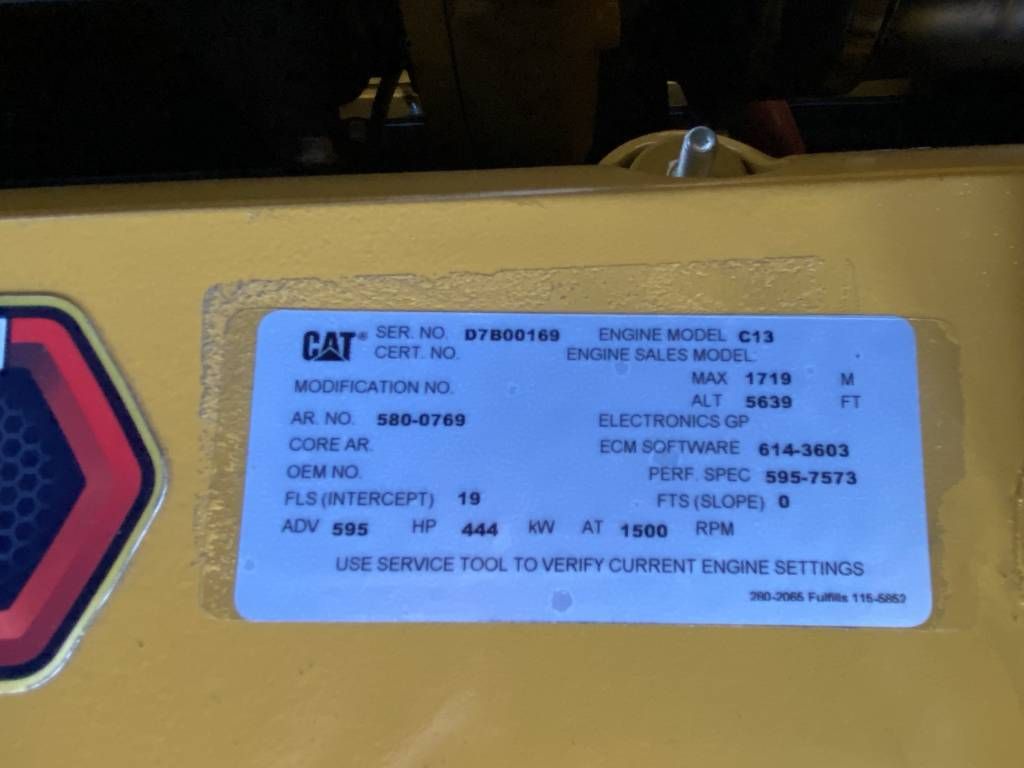 CAT® SER. NO. D7B00169 ENGINE MODEL C13
CERT. NO. ENGINE SALES MODEL:
MODIFICATION NO. MAX 1719 M
ALT 5639 FT
AR. NO. 580-0769 ELECTRONICS GP
CORE AR. ECM SOFTWARE 614-3603
OEM NO. PERF. SPEC 595-7573
FLS (INTERCEPT) 19 FTS (SLOPE) 0
ADV 595 HP 444 kW AT 1500 RPM
USE SERVICE TOOL TO VERIFY CURRENT ENGINE SETTINGS
280-2065 Fulfills 115-5852